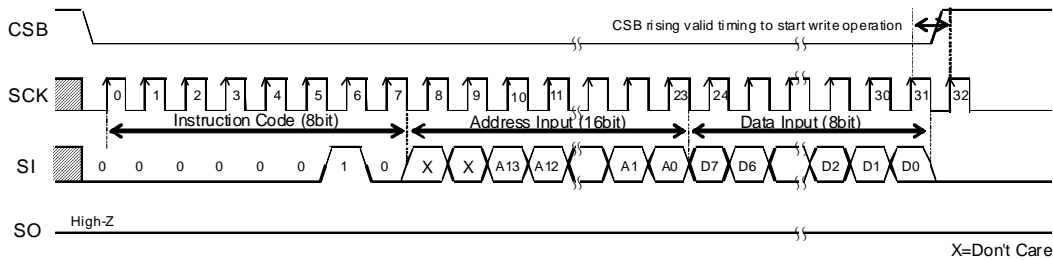 CSB
CSB rising valid timing to start write operation
SCK 0 1 2 3 4 5 6 7 8 9 10 11 23 24 30 31 32
Instruction Code (8bit) Address Input (16bit) Data Input (8bit)
SI 0 0 0 0 0 0 1 0 X X A13 A12 A1 A0 D7 D6 D2 D1 D0
High-Z
SO
X=Don't Care